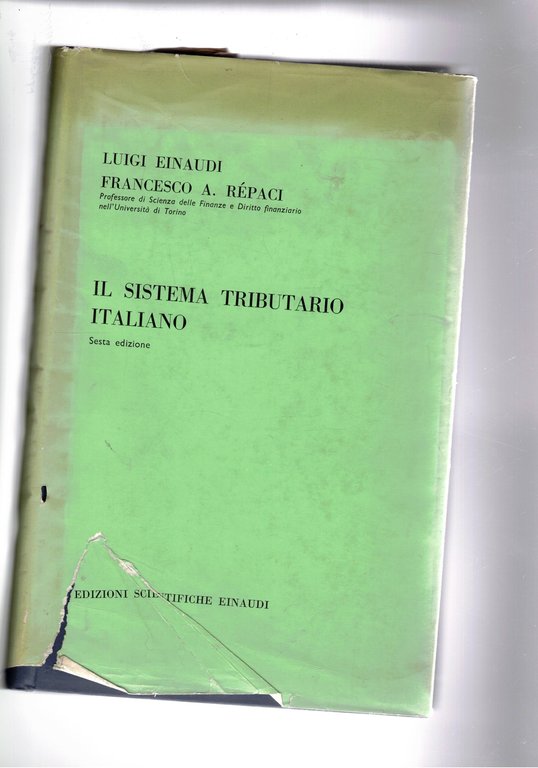 LUIGI EINAUDI
FRANCESCO A. RÉPACI
Professore di Scienza delle Finanze e Diritto finanziario
nell'Università di Torino
IL SISTEMA TRIBUTARIO
ITALIANO
Sesta edizione
EDIZIONI SCIENTIFICHE EINAUDI